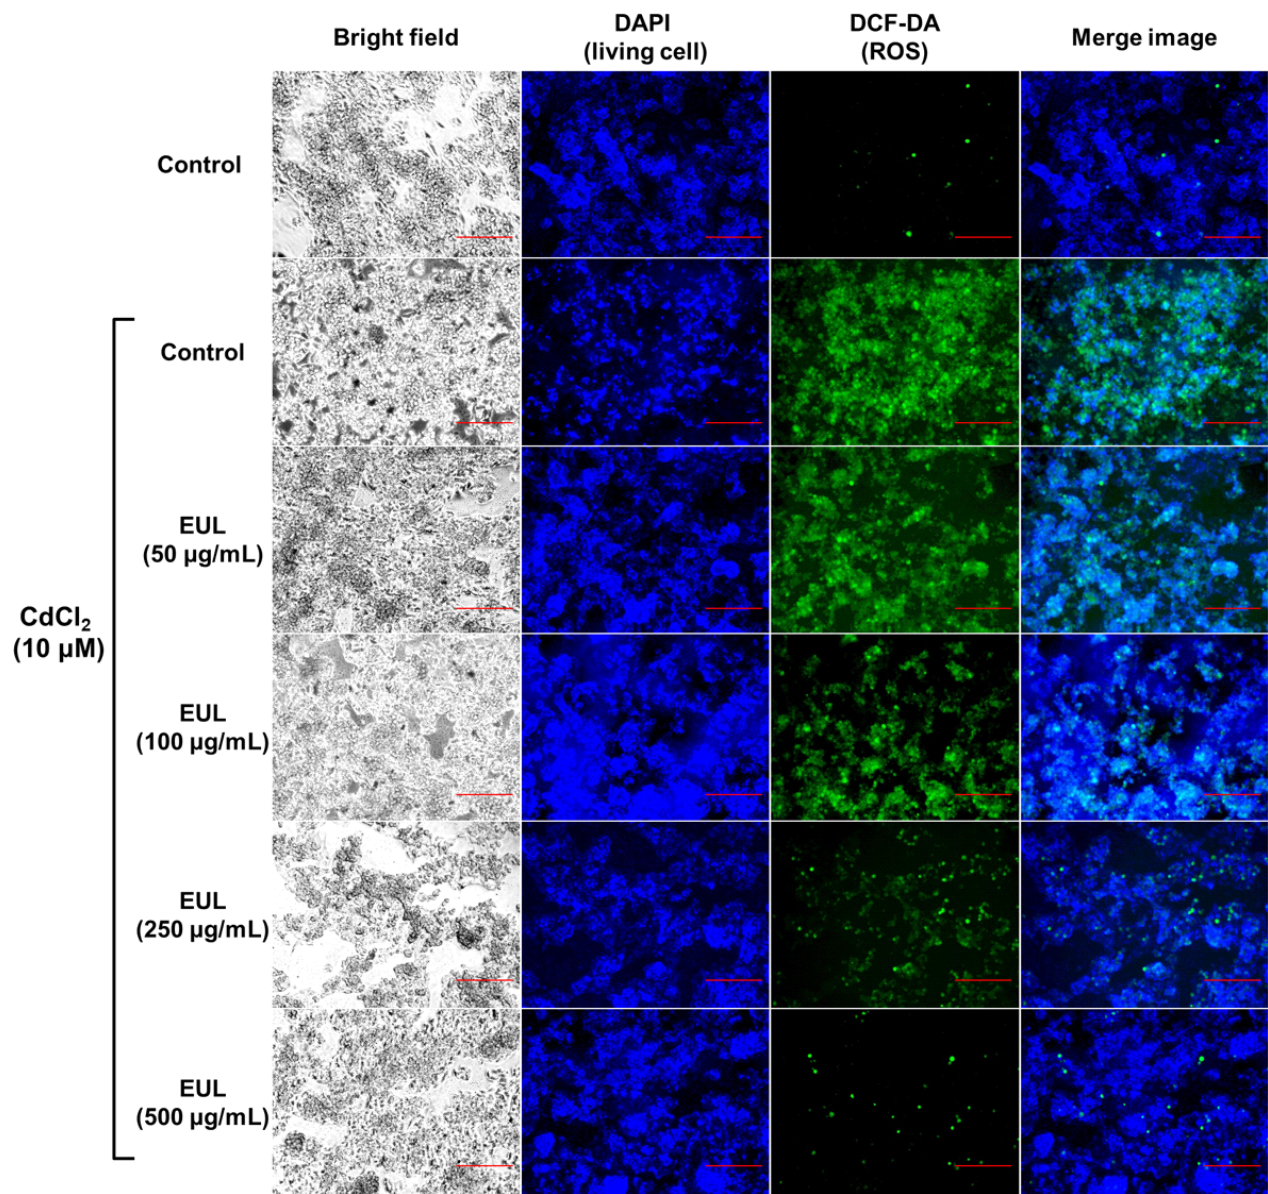 Bright field
DAPI
(living cell)
DCF-DA
(ROS)
Merge image
Control
CdCl₂
(10 µM)
Control
EUL
(50 µg/mL)
EUL
(100 µg/mL)
EUL
(250 µg/mL)
EUL
(500 µg/mL)